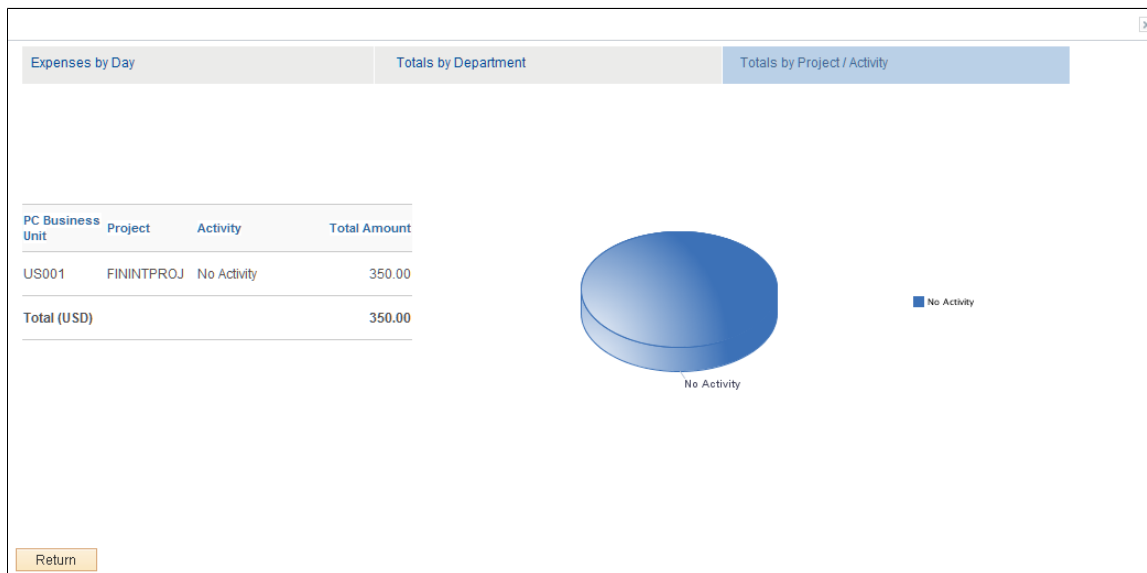 Expenses by Day Totals by Department Totals by Project / Activity
PC Business Unit Project Activity Total Amount
US001 FININTPROJ No Activity 350.00
Total (USD) 350.00
No Activity
No Activity
Return